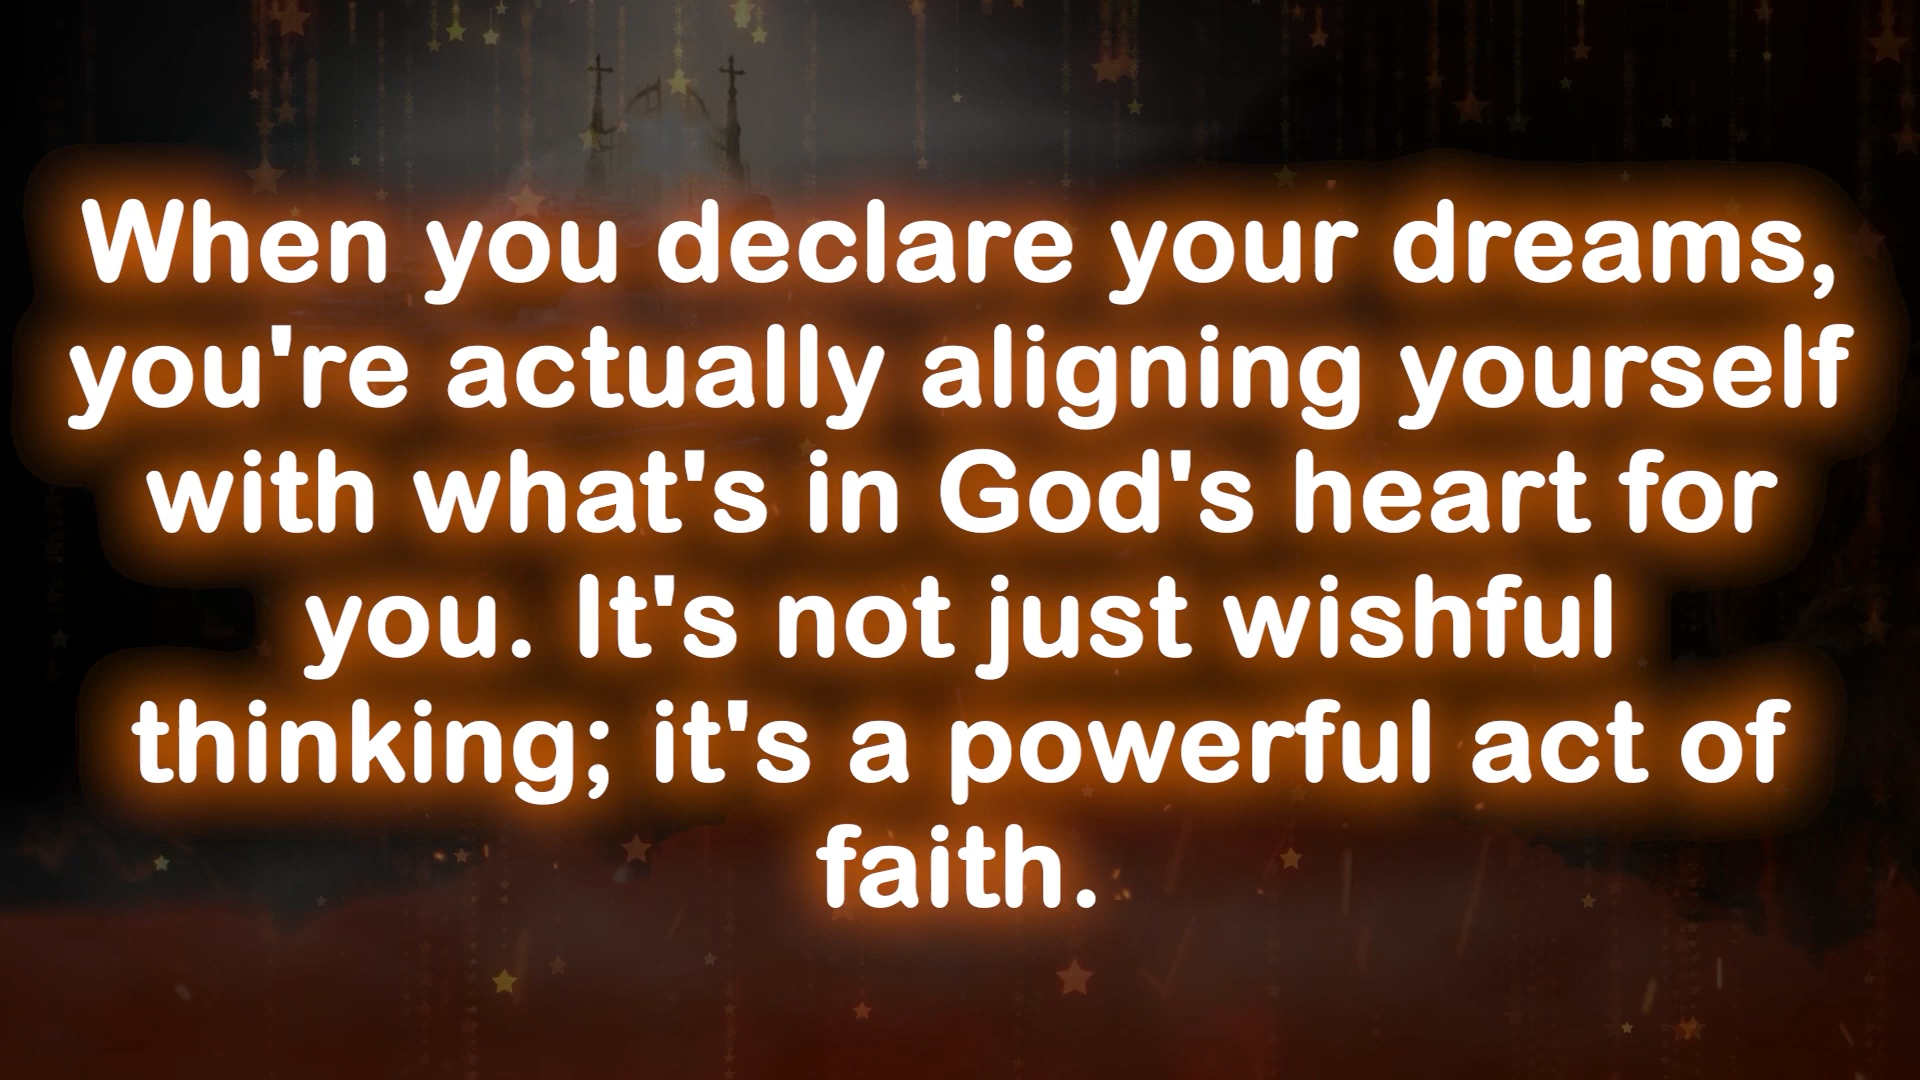 When you declare your dreams,
you're actually aligning yourself
with what's in God's heart for
you. It's not just wishful
thinking; it's a powerful act of
faith.